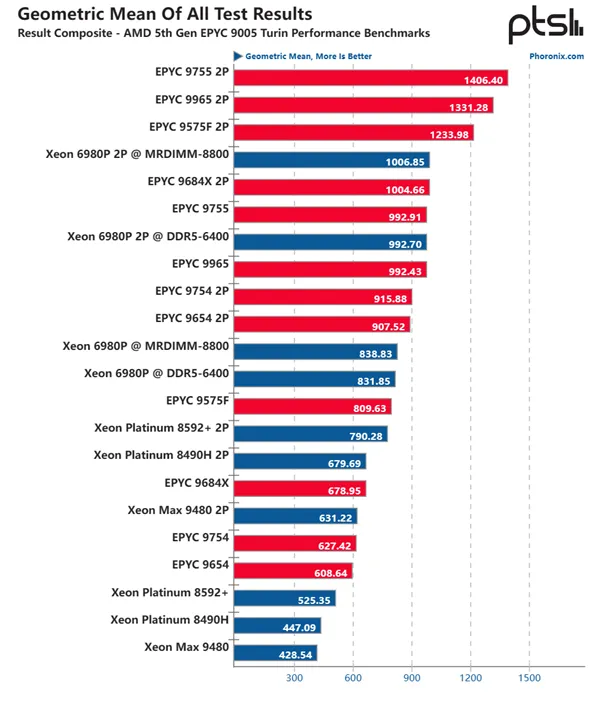 Geometric Mean Of All Test Results
Result Composite - AMD 5th Gen EPYC 9005 Turin Performance Benchmarks
pts
Geometric Mean, More Is Better
Phoronix.com
EPYC 9755 2P 1406.40
EPYC 9965 2P 1331.28
EPYC 9575F 2P 1233.98
Xeon 6980P 2P @ MRDIMM-8800 1006.85
EPYC 9684X 2P 1004.66
EPYC 9755 992.91
Xeon 6980P 2P @ DDR5-6400 992.70
EPYC 9965 992.43
EPYC 9754 2P 915.88
EPYC 9654 2P 907.52
Xeon 6980P @ MRDIMM-8800 838.83
Xeon 6980P @ DDR5-6400 831.85
EPYC 9575F 809.63
Xeon Platinum 8592+ 2P 790.28
Xeon Platinum 8490H 2P 679.69
EPYC 9684X 678.95
Xeon Max 9480 2P 631.22
EPYC 9754 627.42
EPYC 9654 608.64
Xeon Platinum 8592+ 525.35
Xeon Platinum 8490H 447.09
Xeon Max 9480 428.54
300 600 900 1200 1500